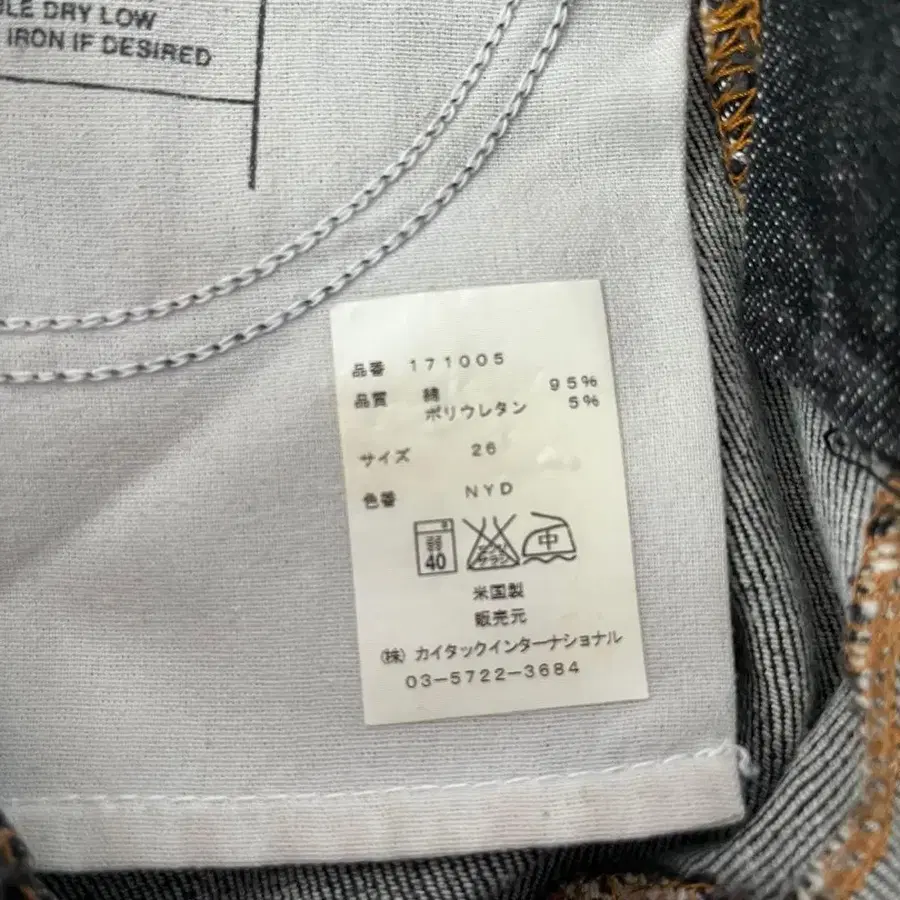 DRY LOW
IRON IF DESIRED
品番 171005
品質 綿 95%
ポリウレタン 5%
サイズ 26
色番 NYD
40 中
米国製
販売元
(株) カイタックインターナショナル
03-5722-3684